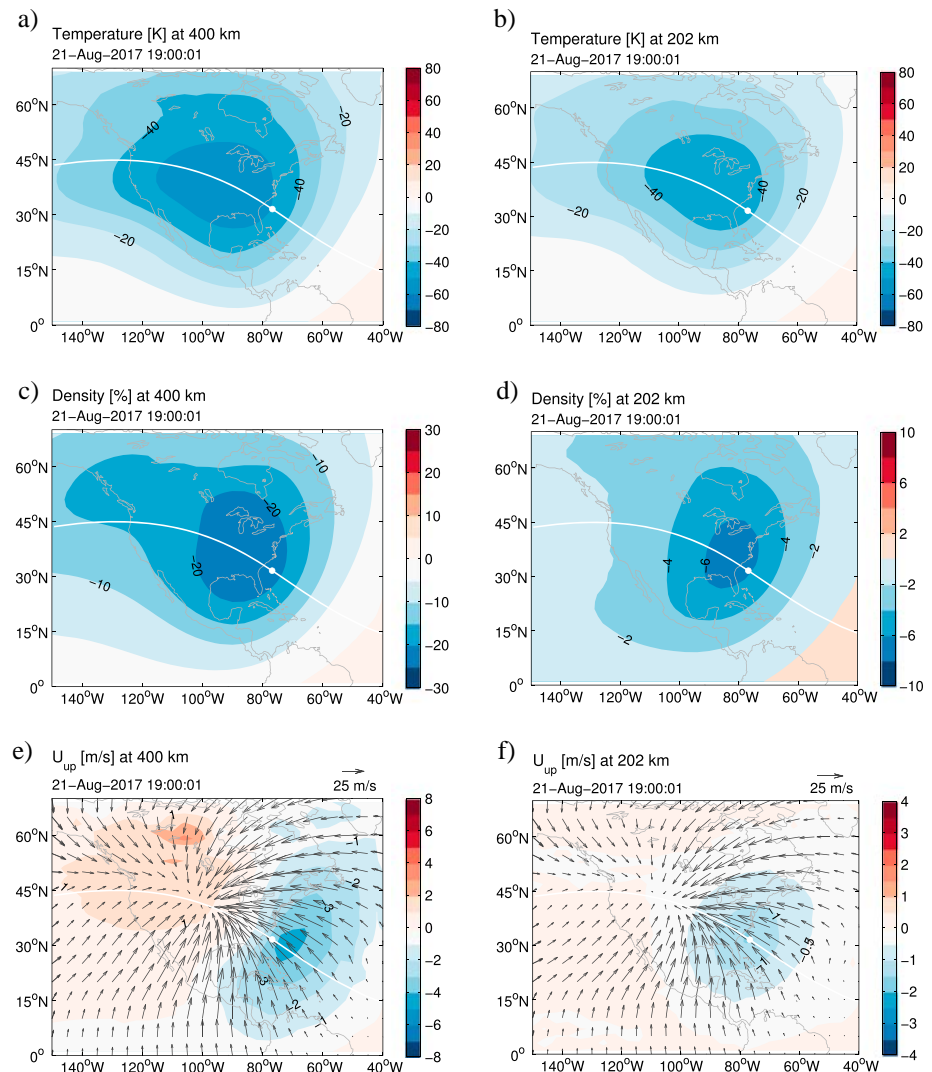 a)
Temperature [K] at 400 km
21−Aug−2017 19:00:01
60°N
45°N
30°N
15°N
0°
140°W 120°W 100°W 80°W 60°W 40°W
−40
−20
−40
−20
80
60
40
20
0
−20
−40
−60
−80
b)
Temperature [K] at 202 km
21−Aug−2017 19:00:01
60°N
45°N
30°N
15°N
0°
140°W 120°W 100°W 80°W 60°W 40°W
−40
−40
−20
−20
80
60
40
20
0
−20
−40
−60
−80
c)
Density [%] at 400 km
21−Aug−2017 19:00:01
60°N
45°N
30°N
15°N
0°
140°W 120°W 100°W 80°W 60°W 40°W
−10
−20
−20
−10
30
20
10
0
−10
−20
−30
d)
Density [%] at 202 km
21−Aug−2017 19:00:01
60°N
45°N
30°N
15°N
0°
140°W 120°W 100°W 80°W 60°W 40°W
−4
−2
−4
−6
−2
10
6
2
−2
−6
−10
e)
U_up [m/s] at 400 km
21−Aug−2017 19:00:01
25 m/s
60°N
45°N
30°N
15°N
0°
140°W 120°W 100°W 80°W 60°W 40°W
1
−1
−2
−3
1
−3
−2
8
6
4
2
0
−2
−4
−6
−8
f)
U_up [m/s] at 202 km
21−Aug−2017 19:00:01
25 m/s
60°N
45°N
30°N
15°N
0°
140°W 120°W 100°W 80°W 60°W 40°W
−1
−0.5
−1
4
3
2
1
0
−1
−2
−3
−4